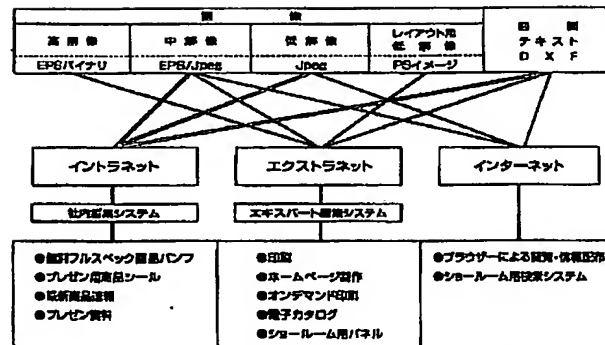 画 像
高解像
中解像
低解像
レイアウト用
低解像
図
テキスト
D X F
EPSバイナリ
EPS/Jpeg
Jpeg
PSイメージ
イントラネット
エクストラネット
インターネット
社内 システム
エキスパート システム
● フルスペック商品パンフ
●プレゼン用商品シール
●最新商品速報
●プレゼン資料
●印刷
●ホームページ製作
●オンデマンド印刷
●電子カタログ
●ショールーム用パネル
●ブラウザーによる閲覧・情報配布
●ショールーム用検索システム